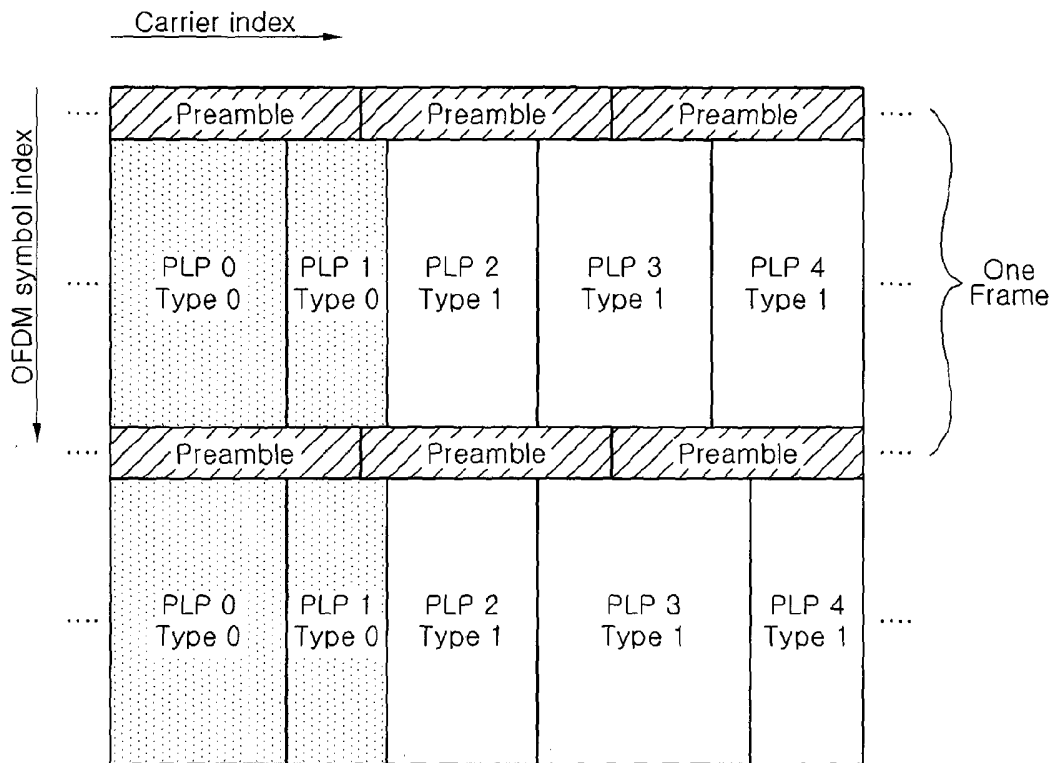 Carrier index
OFDM symbol index
.... Preamble Preamble Preamble ....
.... PLP 0 PLP 1 PLP 2 PLP 3 PLP 4 ....
Type 0 Type 0 Type 1 Type 1 Type 1
One
Frame
.... Preamble Preamble Preamble ....
.... PLP 0 PLP 1 PLP 2 PLP 3 PLP 4 ....
Type 0 Type 0 Type 1 Type 1 Type 1